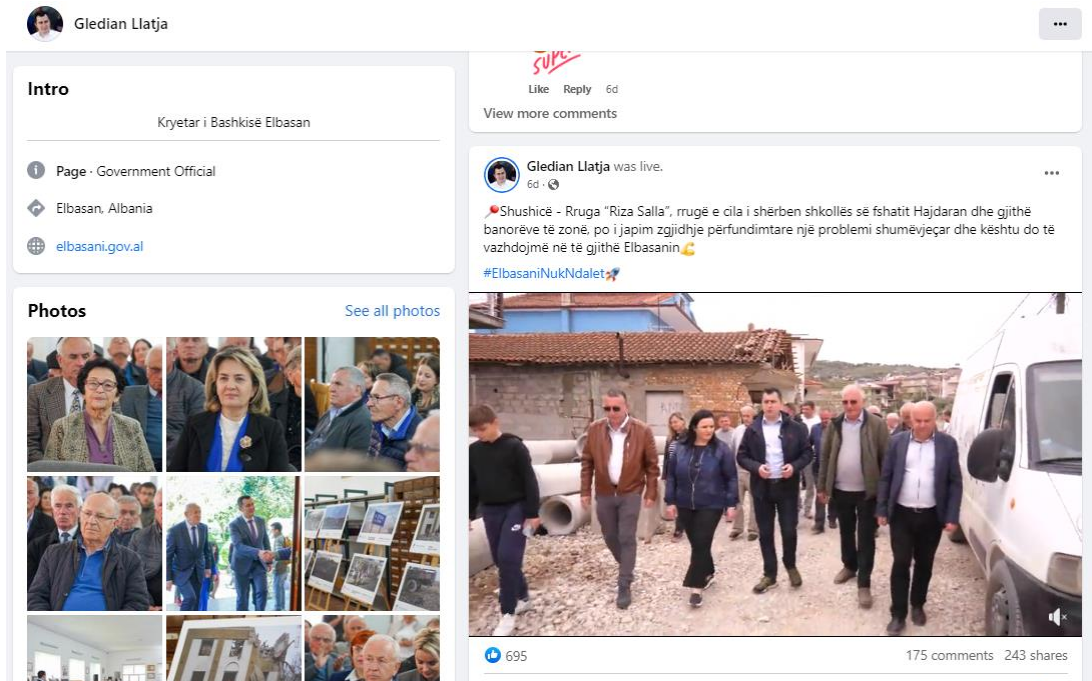 Gledian Llatja
Intro
Kryetar i Bashkisë Elbasan
Page · Government Official
Elbasan, Albania
elbasani.gov.al
Photos
See all photos
SUPER
Like Reply 6d
View more comments
Gledian Llatja was live.
6d ·
Shushicë - Rruga “Riza Salla”, rrugë e cila i shërben shkollës së fshatit Hajdaran dhe gjithë
banorëve të zonë, po i japim zgjidhje përfundimtare një problemi shumëvjeçar dhe kështu do të
vazhdojmë në të gjithë Elbasanin
#ElbasaniNukNdalet
695
175 comments 243 shares